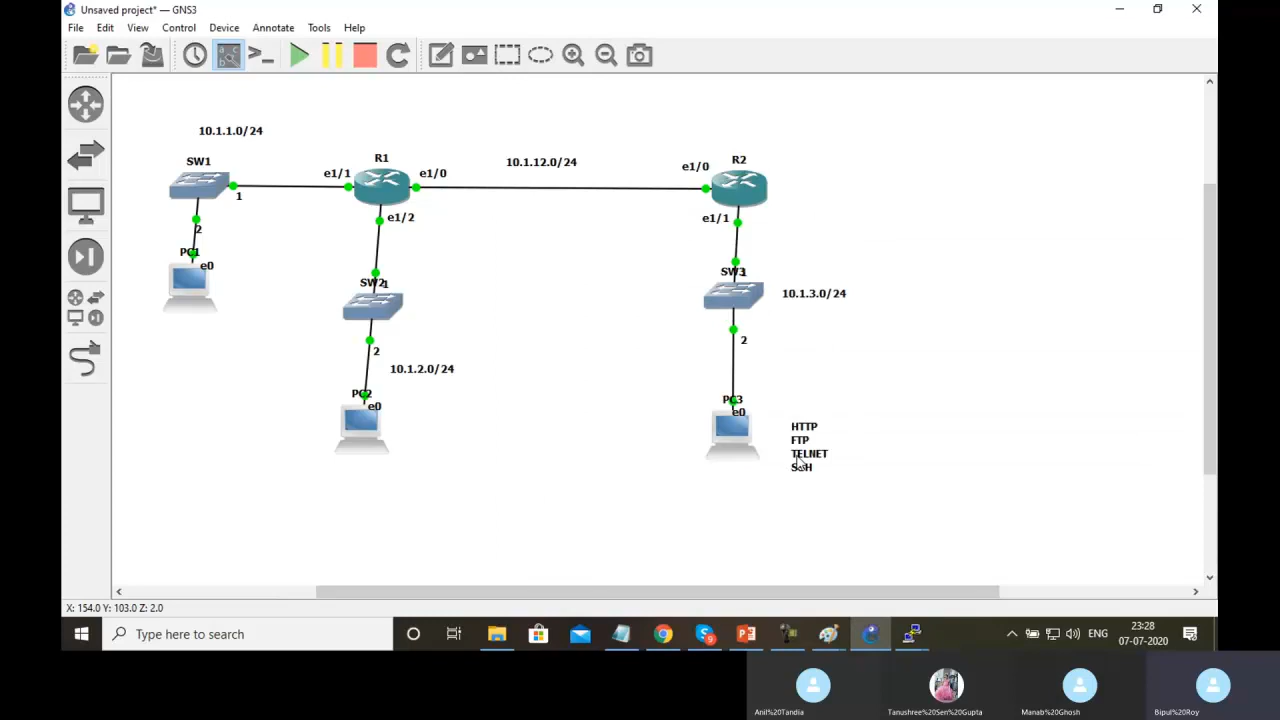 Unsaved project* — GNS3
File Edit View Control Device Annotate Tools Help
10.1.1.0/24
SW1
1
2
PC1
e0
R1
e1/1
e1/0
e1/2
10.1.12.0/24
R2
e1/0
e1/1
SW2
1
2
10.1.2.0/24
PC2
e0
SW3
1
10.1.3.0/24
2
PC3
e0
HTTP
FTP
TELNET
SSH
X: 154.0 Y: 103.0 Z: 2.0
Type here to search
9
ENG
23:28
07-07-2020
Anil%20Tandia
Tanushree%20Sen%20Gupta
Manab%20Ghosh
Bipul%20Roy